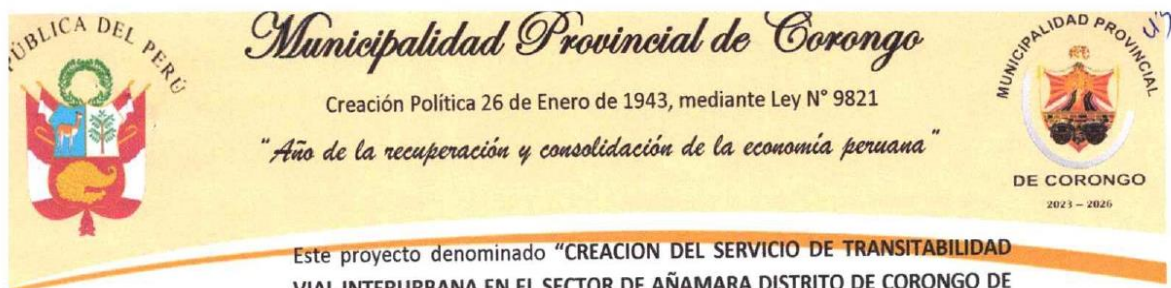 REPÚBLICA DEL PERÚ
Municipalidad Provincial de Corongo
Creación Política 26 de Enero de 1943, mediante Ley N° 9821
"Año de la recuperación y consolidación de la economía peruana"
MUNICIPALIDAD PROVINCIAL
DE CORONGO
2023 – 2026
Este proyecto denominado "CREACION DEL SERVICIO DE TRANSITABILIDAD
VIAL INTERURBANA EN EL SECTOR DE AÑAMARA DISTRITO DE CORONGO DE